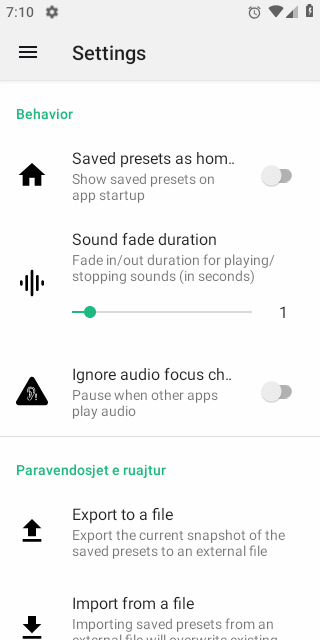 7:10
Settings
Behavior
Saved presets as hom..
Show saved presets on
app startup
Sound fade duration
Fade in/out duration for playing/
stopping sounds (in seconds)
1
Ignore audio focus ch..
Pause when other apps
play audio
Paravendosjet e ruajtur
Export to a file
Export the current snapshot of the
saved presets to an external file
Import from a file
Importing saved presets from an
external file will overwrite existing